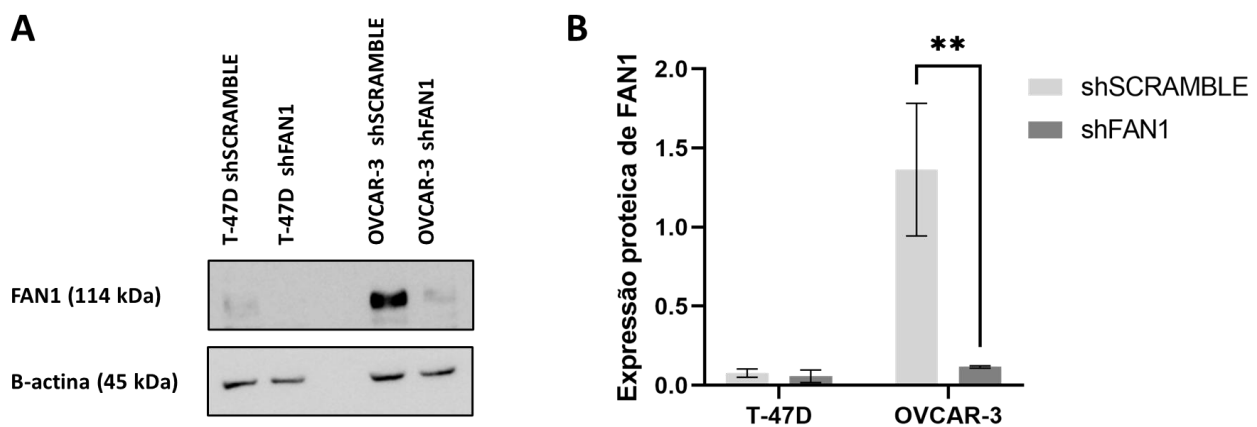 A
T-47D shSCRAMBLE
T-47D shFAN1
OVCAR-3 shSCRAMBLE
OVCAR-3 shFAN1
FAN1 (114 kDa)
B-actina (45 kDa)
B
Expressão proteica de FAN1
2.0
1.5
1.0
0.5
0.0
**
T-47D
OVCAR-3
shSCRAMBLE
shFAN1